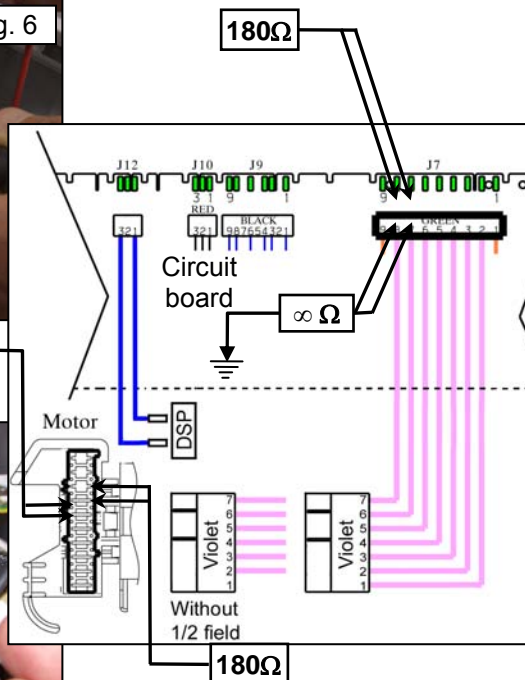 g. 6
180Ω
J12
J10
J9
J7
3 1
9
1
9
1
RED
BLACK
GREEN
321
321
987654321
6 5 4 3 2 1
Circuit
board
∞ Ω
Motor
DSP
7
6
5
4
3
2
1
Violet
7
6
5
4
3
2
1
Violet
Without
1/2 field
180Ω